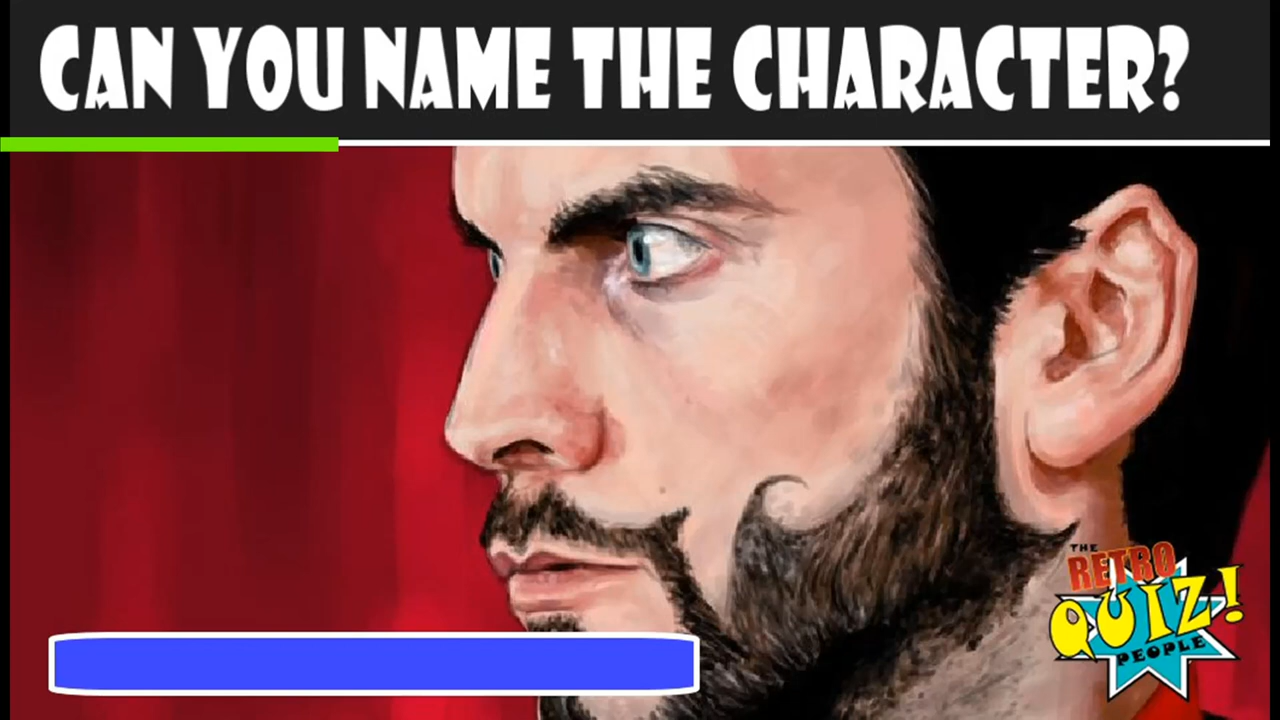 CAN YOU NAME THE CHARACTER?
THE
RETRO
QUIZ!
PEOPLE